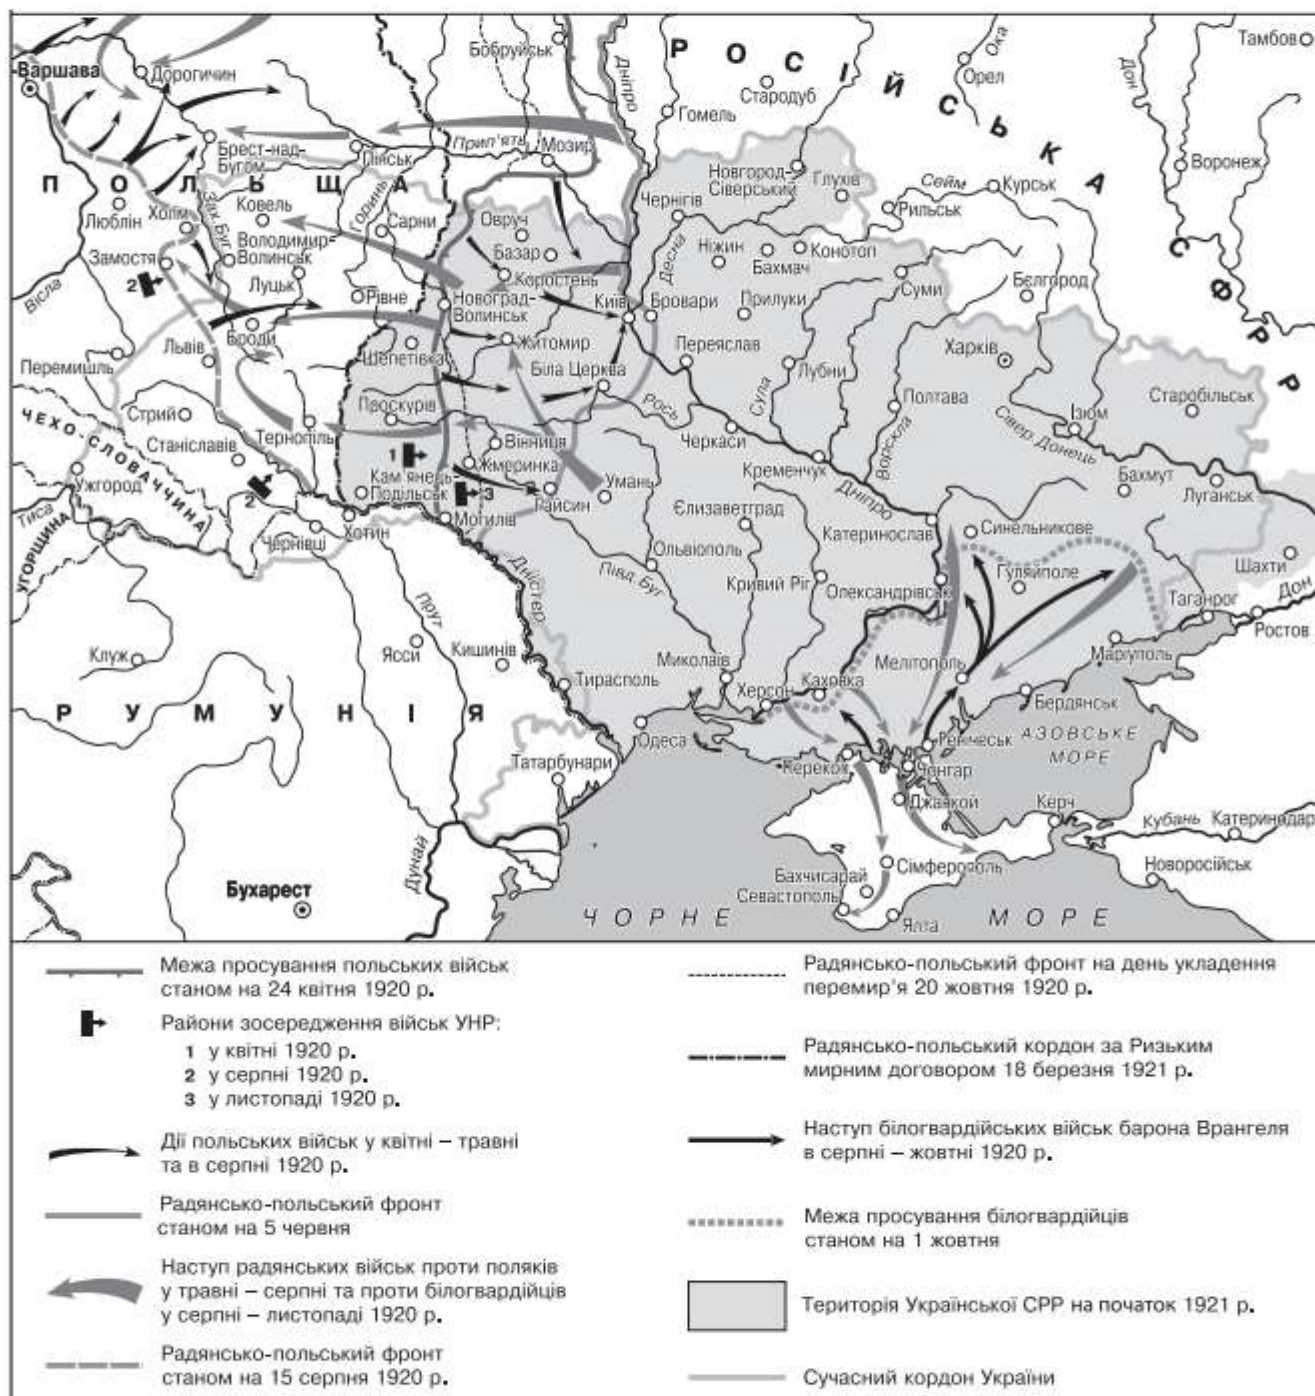 Бобруйськ
Тамбов
Р О С І Й С Ь К А С Ф Р Р
Варшава
Дорогичин
Дніпро
Ока
Орел
Дон
Стародуб
Гомель
Брест-над-
Бугом
Пінськ
Прип'ять
Мозир
Воронеж
Новгород-
Сіверський
Глухів
Сейм
Курськ
П О Л Ь Щ А
Люблін
Холм
Зах. Буг
Ковель
Горинь
Сарни
Овруч
Чернігів
Рильськ
Володимир-
Волинськ
Базар
Десна
Ніжин
Конотоп
Бахмач
Замостя
2
Коростень
Бєлгород
Луцьк
Рівне
Новоград-
Волинськ
Київ
Бровари
Прилуки
Суми
Вісла
Броди
Житомир
Харків
Перемишль
Львів
Шепетівка
Переяслав
Лубни
Біла Церква
Старобільськ
Стрий
Проскурів
Рось
Сула
Полтава
Ізюм
ЧЕХО-СЛОВАЧЧИНА
Станіславів
Тернопіль
Вінниця
Черкаси
Ворскла
Сівер. Донець
1
Жмеринка
Кременчук
Бахмут
Ужгород
Кам'янець-
Подільськ
3
Гайсин
Умань
Дніпро
Луганськ
2
Єлизаветград
Тиса
Могилів
Катеринослав
Синельникове
УГОРЩИНА
Чернівці
Хотин
Ольвіополь
Гуляйполе
Шахти
Півд. Буг
Кривий Ріг
Олександрівськ
Дністер
Таганрог
Дон
Прут
Ростов
Клуж
Ясси
Кишинів
Миколаїв
Мелітополь
Маріуполь
Тирасполь
Херсон
Каховка
Бердянськ
Р У М У Н І Я
Одеса
Генічеськ
АЗОВСЬКЕ
МОРЕ
Татарбунари
Перекоп
Чонгар
Джанкой
Керч
Кубань
Катеринодар
Дунай
Сімферополь
Новоросійськ
Бухарест
Бахчисарай
Севастополь
Ялта
ЧОРНЕ МОРЕ
Межа просування польських військ
станом на 24 квітня 1920 р.
Райони зосередження військ УНР:
1 у квітні 1920 р.
2 у серпні 1920 р.
3 у листопаді 1920 р.
Дії польських військ у квітні – травні
та в серпні 1920 р.
Радянсько-польський фронт
станом на 5 червня
Наступ радянських військ проти поляків
у травні – серпні та проти білогвардійців
у серпні – листопаді 1920 р.
Радянсько-польський фронт
станом на 15 серпня 1920 р.
Радянсько-польський фронт на день укладення
перемир'я 20 жовтня 1920 р.
Радянсько-польський кордон за Ризьким
мирним договором 18 березня 1921 р.
Наступ білогвардійських військ барона Врангеля
в серпні – жовтні 1920 р.
Межа просування білогвардійців
станом на 1 жовтня
Територія Української СРР на початок 1921 р.
Сучасний кордон України